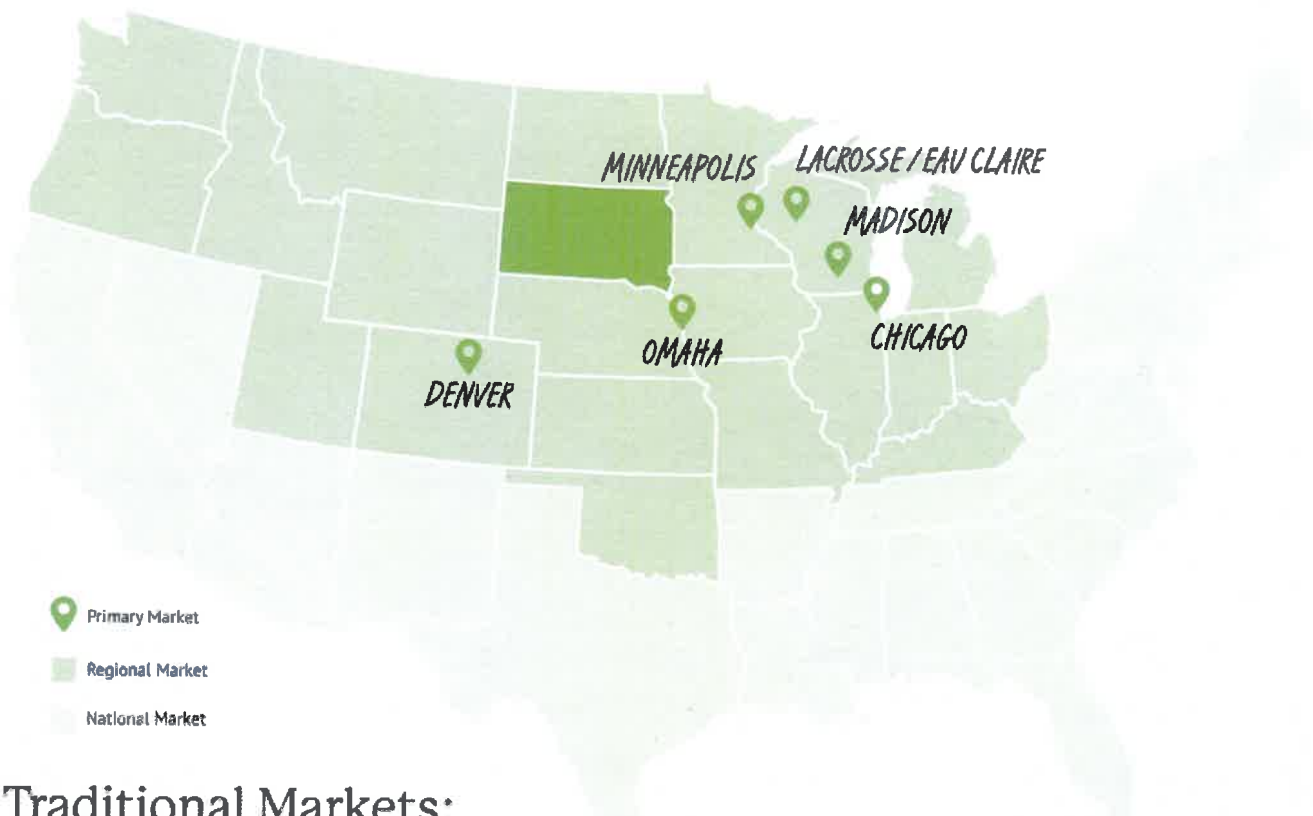 MINNEAPOLIS
LACROSSE / EAU CLAIRE
MADISON
CHICAGO
OMAHA
DENVER
Primary Market
Regional Market
National Market
Traditional Markets: